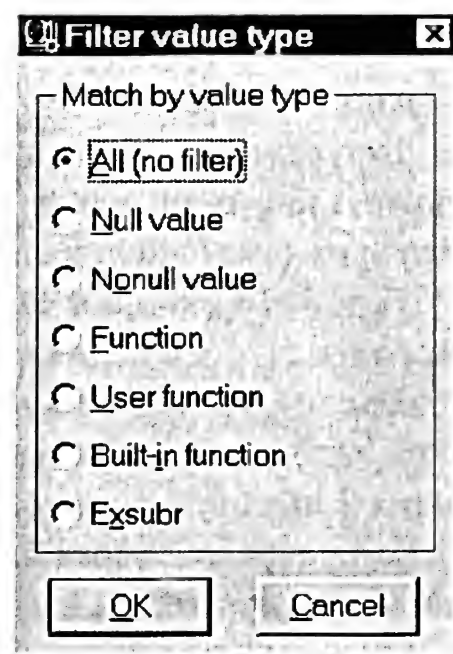 Filter value type
Match by value type
All (no filter)
Null value
Nonull value
Function
User function
Built-in function
Exsubr
OK
Cancel